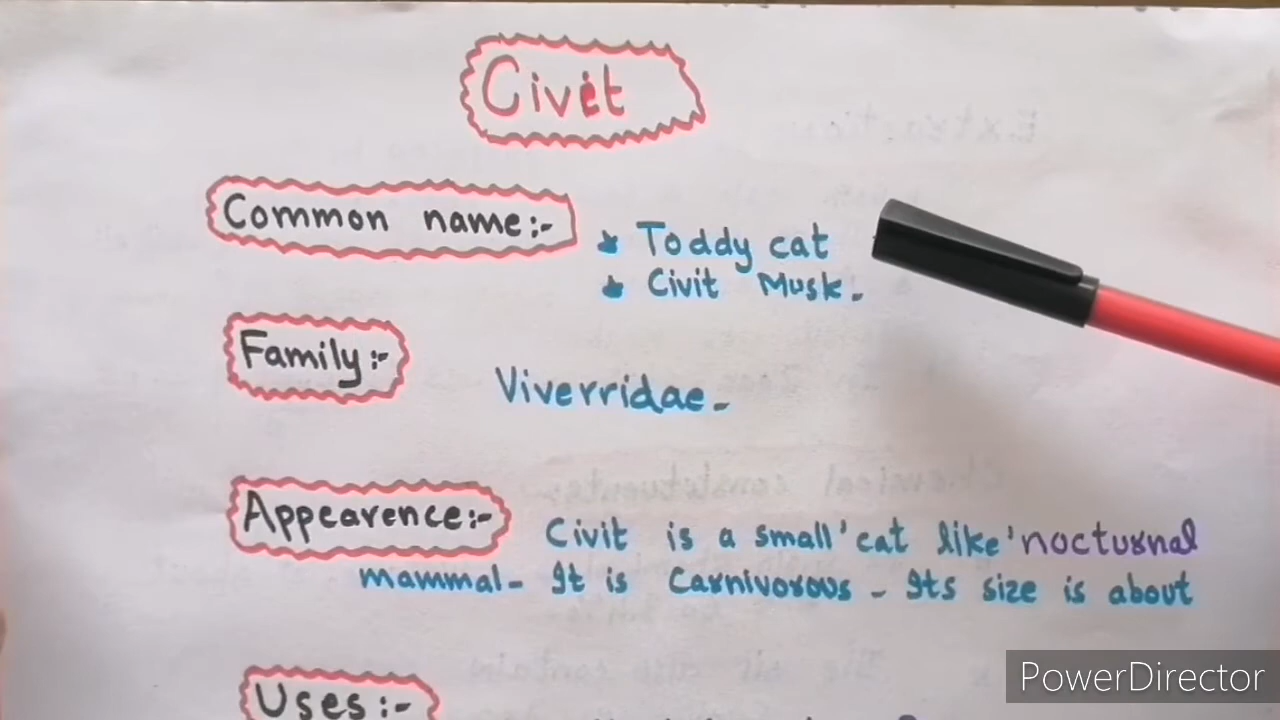 Civet
Common name:-
* Toddy cat
* Civit Musk.
Family:-
Viverridae.
Appearence:-
Civit is a small 'cat like' nocturnal
mammal. It is Carnivorous. Its size is about
Uses:-
PowerDirector